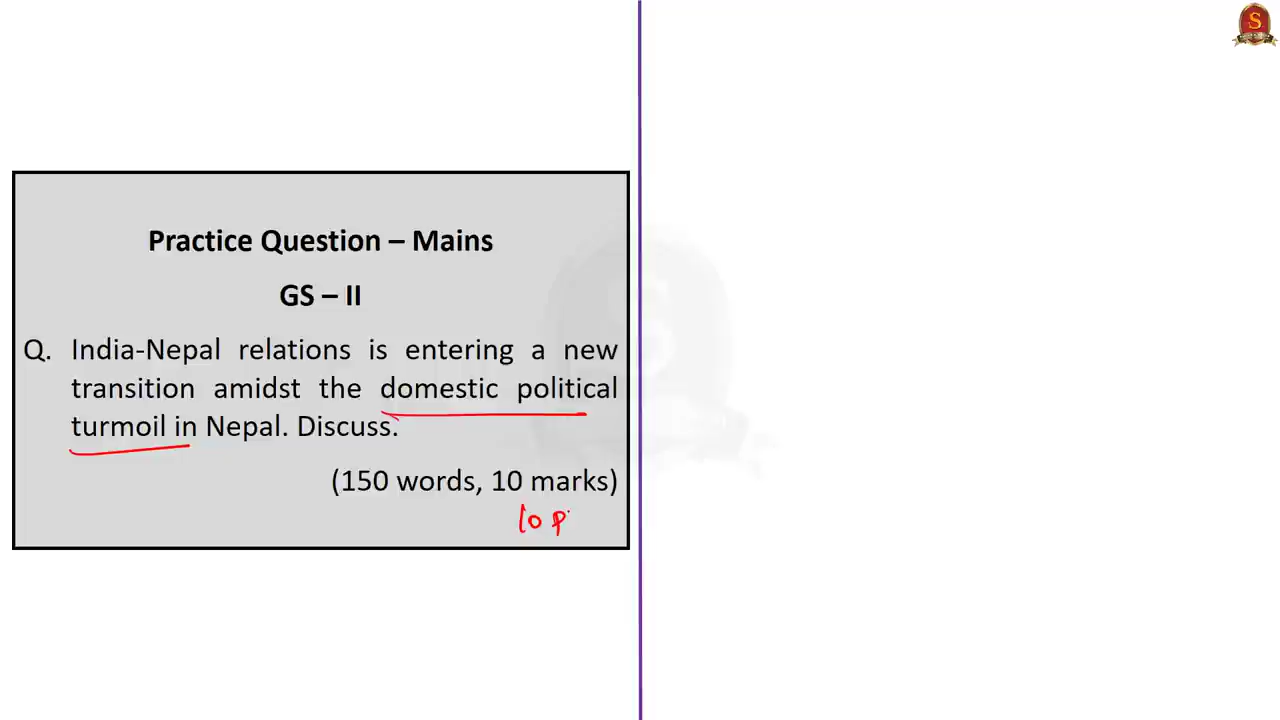 S
Practice Question – Mains
GS – II
Q. India-Nepal relations is entering a new
transition amidst the domestic political
turmoil in Nepal. Discuss.
(150 words, 10 marks)
10 P